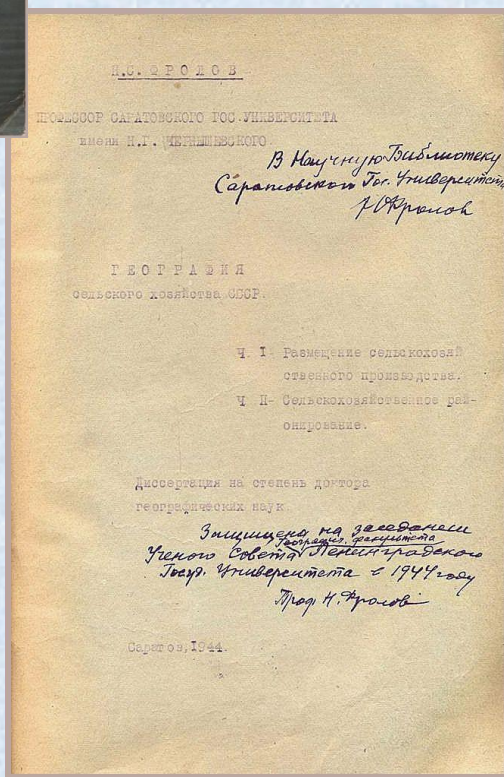 Н.С. ФРОЛОВ
ПРОФЕССОР САРАТОВСКОГО ГОС.УНИВЕРСИТЕТА
имени Н.Г. ЧЕРНЫШЕВСКОГО
В Научную Библиотеку
Саратовского Гос. Университета
НФролов
ГЕОГРАФИЯ
сельского хозяйства СССР.
Ч. I- Размещение сельскохозяй
ственного производства.
Ч II- Сельскохозяйственное рай-
онирование.
Диссертация на степень доктора
географических наук
Защищена на заседании
Географич. факультета
Ученого Совета Ленинградского
Госуд. Университета в 1944 году
Проф. Н. Фролов
Саратов, 1944.